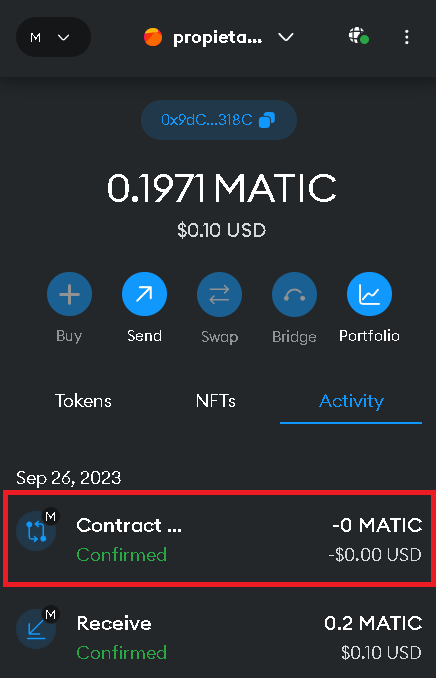 M
propieta...
0x9dC...318C
0.1971 MATIC
$0.10 USD
Buy Send Swap Bridge Portfolio
Tokens NFTs Activity
Sep 26, 2023
M
Contract ... -0 MATIC
Confirmed -$0.00 USD
M
Receive 0.2 MATIC
Confirmed $0.10 USD